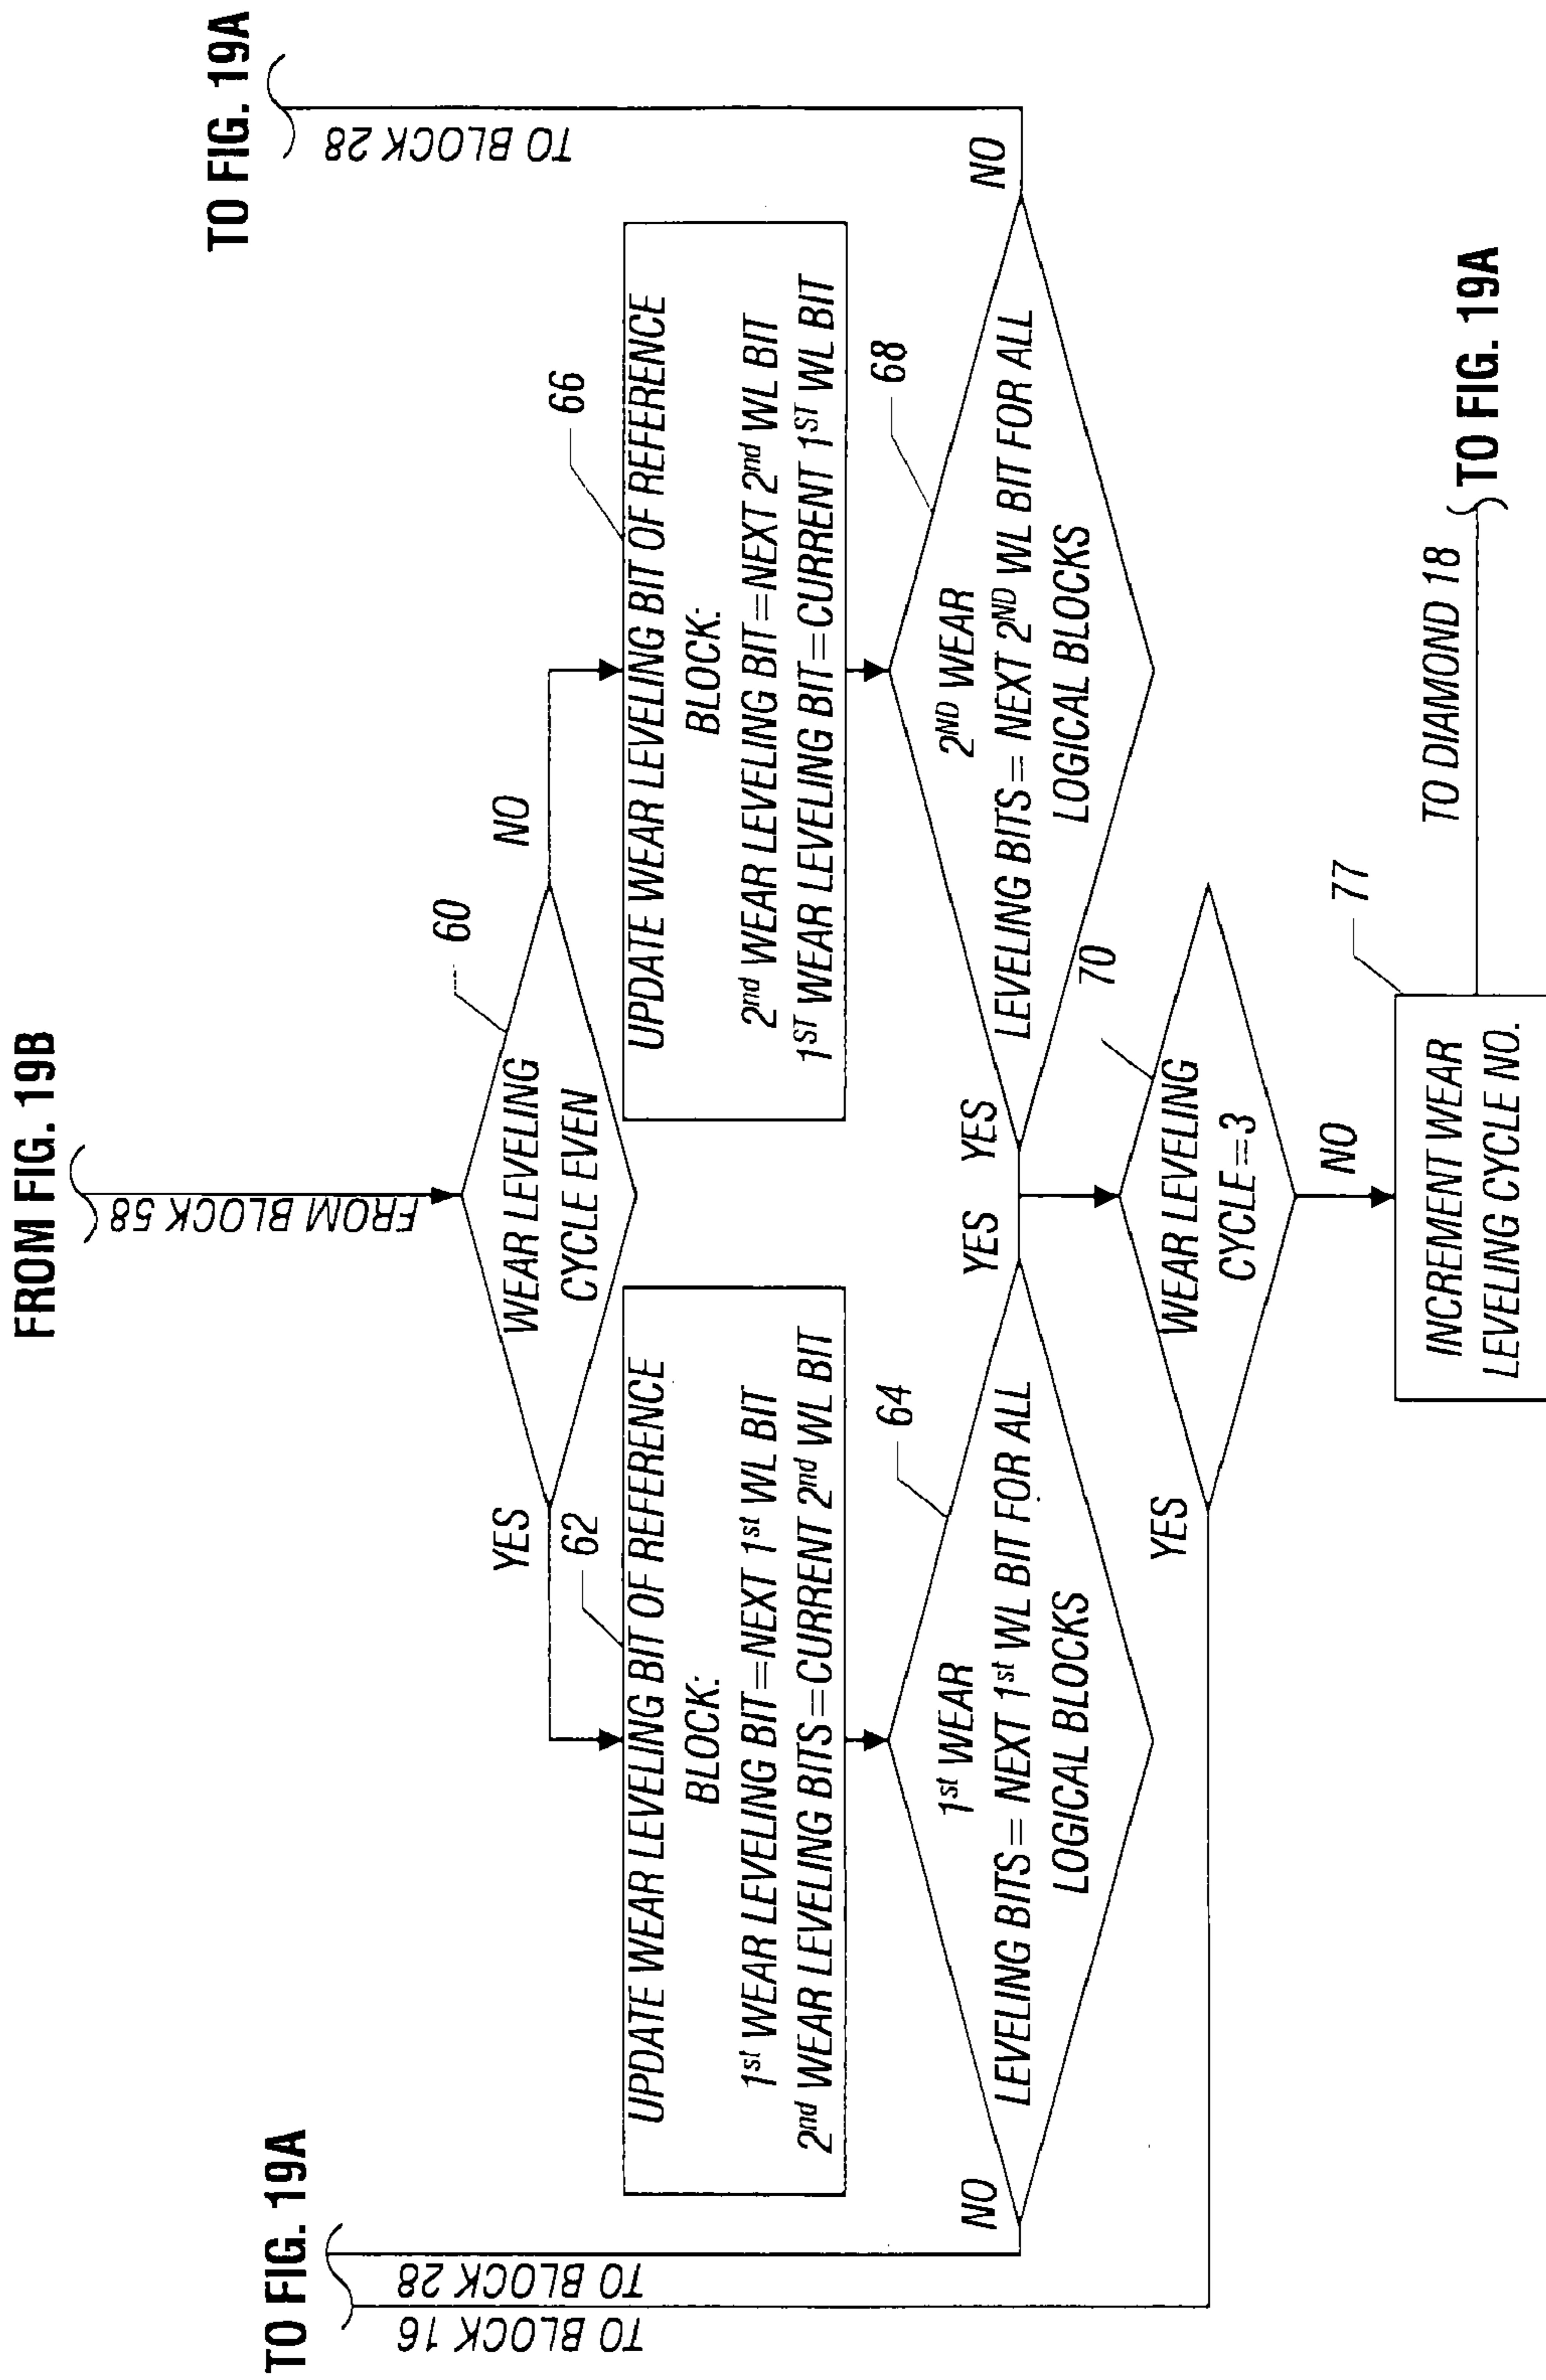 FROM FIG. 19B
TO FIG. 19A
TO FIG. 19A
FROM BLOCK 58
TO BLOCK 16
TO BLOCK 28
TO BLOCK 28
60
WEAR LEVELING
CYCLE EVEN
YES
NO
62
UPDATE WEAR LEVELING BIT OF REFERENCE
BLOCK:
1st WEAR LEVELING BIT=NEXT 1st WL BIT
2nd WEAR LEVELING BITS=CURRENT 2nd WL BIT
66
UPDATE WEAR LEVELING BIT OF REFERENCE
BLOCK:
2nd WEAR LEVELING BIT=NEXT 2nd WL BIT
1ST WEAR LEVELING BIT=CURRENT 1ST WL BIT
64
1st WEAR
LEVELING BITS= NEXT 1st WL BIT FOR ALL
LOGICAL BLOCKS
NO
YES
68
2ND WEAR
LEVELING BITS= NEXT 2ND WL BIT FOR ALL
LOGICAL BLOCKS
YES
NO
70
WEAR LEVELING
CYCLE=3
YES
NO
77
INCREMENT WEAR
LEVELING CYCLE NO.
TO DIAMOND 18
TO FIG. 19A